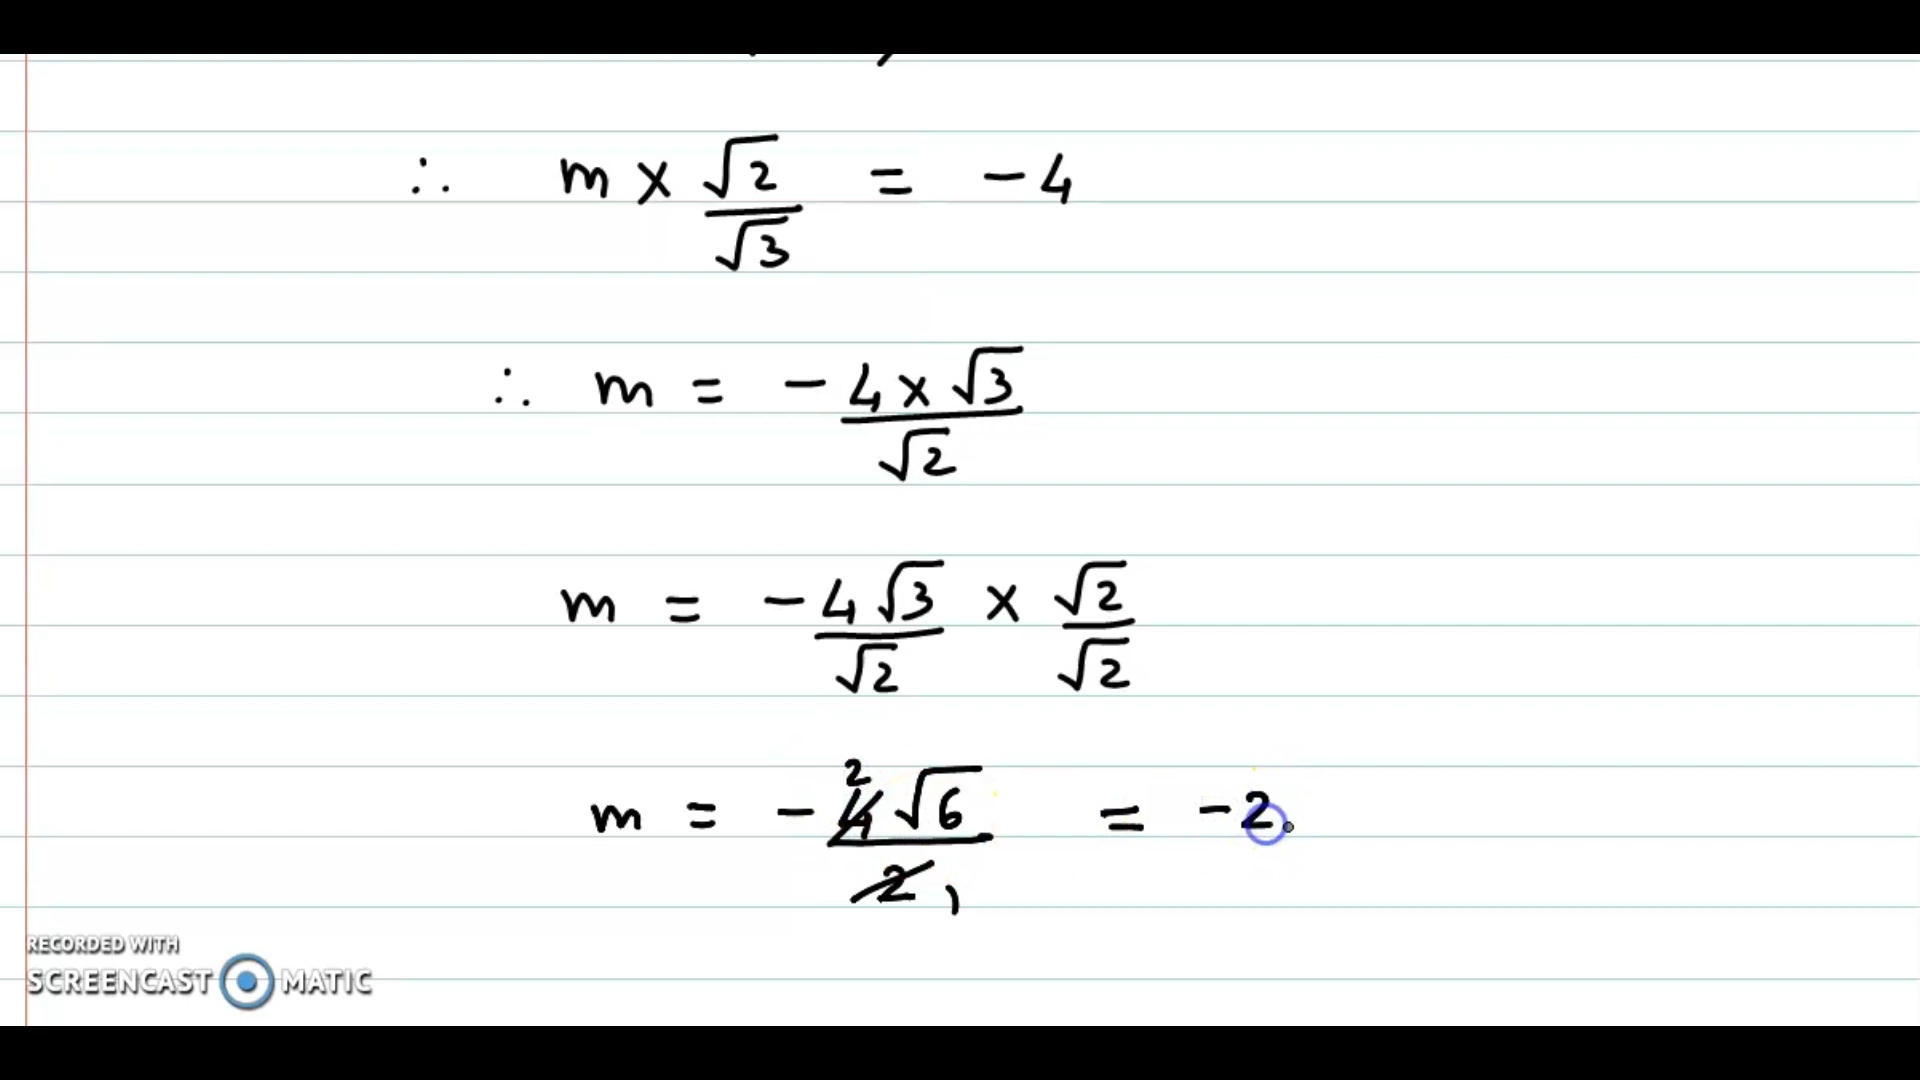 ∴ m × √2/√3 = -4
∴ m = -4×√3/√2
m = -4√3/√2 × √2/√2
m = -4√6/2 = -2
2
1
RECORDED WITH
SCREENCAST MATIC